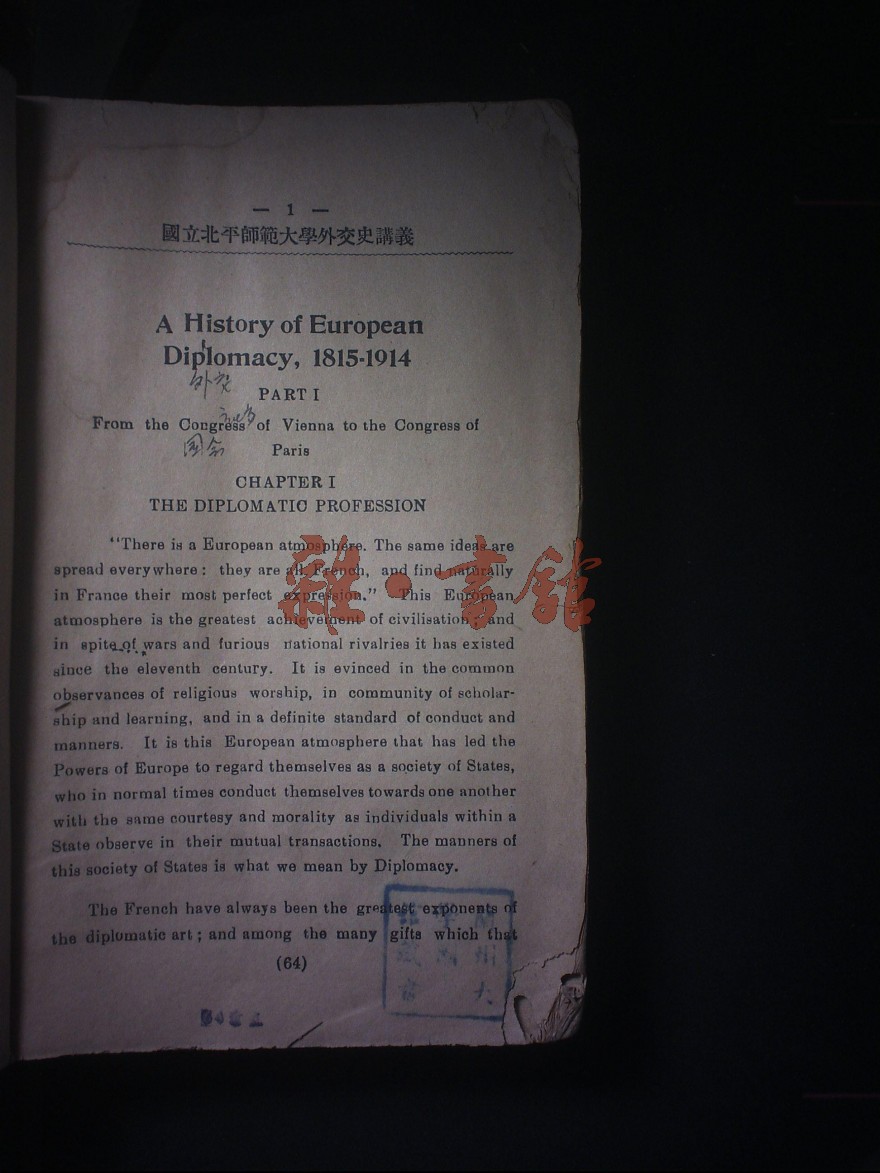 — 1 —
國立北平師範大學外交史講義
A History of European
Diplomacy, 1815-1914
外交
PART I
From the Congress of Vienna to the Congress of
國會
Paris
CHAPTER I
THE DIPLOMATIC PROFESSION
"There is a European atmosphere. The same ideas are
spread everywhere: they are all French, and find naturally
in France their most perfect expression." This European
atmosphere is the greatest achievement of civilisation, and
in spite of wars and furious national rivalries it has existed
since the eleventh century. It is evinced in the common
observances of religious worship, in community of scholar-
ship and learning, and in a definite standard of conduct and
manners. It is this European atmosphere that has led the
Powers of Europe to regard themselves as a society of States,
who in normal times conduct themselves towards one another
with the same courtesy and morality as individuals within a
State observe in their mutual transactions. The manners of
this society of States is what we mean by Diplomacy.
The French have always been the greatest exponents of
the diplomatic art; and among the many gifts which that
(64)
雜·書館